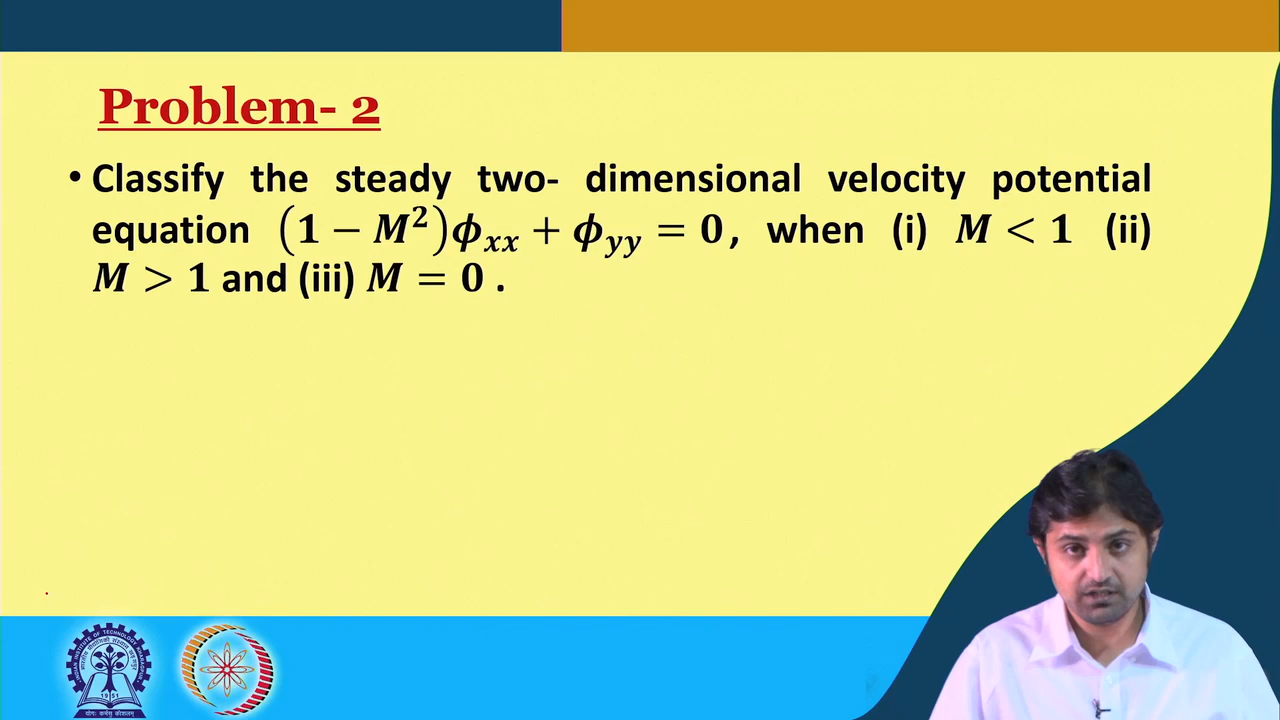 Problem- 2
• Classify the steady two- dimensional velocity potential
equation (1 − M²)ϕxx + ϕyy = 0, when (i) M < 1 (ii)
M > 1 and (iii) M = 0 .
1951